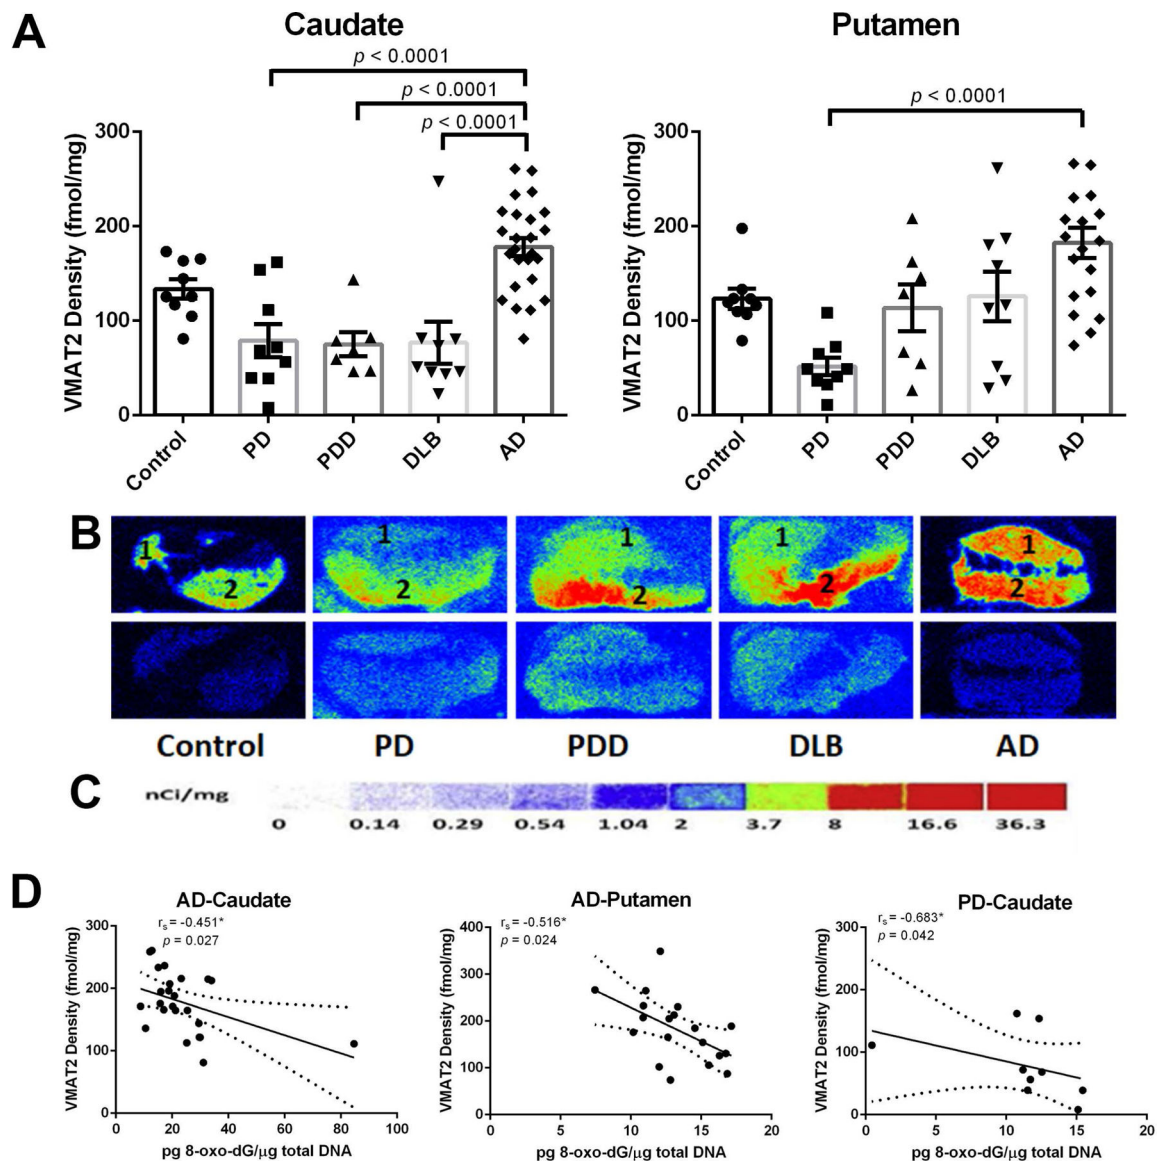 A
Caudate
Putamen
p < 0.0001
p < 0.0001
p < 0.0001
p < 0.0001
VMAT2 Density (fmol/mg)
300
200
100
0
Control
PD
PDD
DLB
AD
VMAT2 Density (fmol/mg)
300
200
100
0
Control
PD
PDD
DLB
AD
B
1
2
1
2
1
2
1
2
1
2
Control
PD
PDD
DLB
AD
C
nCi/mg
0
0.14
0.29
0.54
1.04
2
3.7
8
16.6
36.3
D
AD-Caudate
rs = -0.451*
p = 0.027
VMAT2 Density (fmol/mg)
300
200
100
0
0
20
40
60
80
100
pg 8-oxo-dG/µg total DNA
AD-Putamen
rs = -0.516*
p = 0.024
VMAT2 Density (fmol/mg)
400
300
200
100
0
0
5
10
15
20
pg 8-oxo-dG/µg total DNA
PD-Caudate
rs = -0.683*
p = 0.042
VMAT2 Density (fmol/mg)
300
200
100
0
0
5
10
15
20
pg 8-oxo-dG/µg total DNA